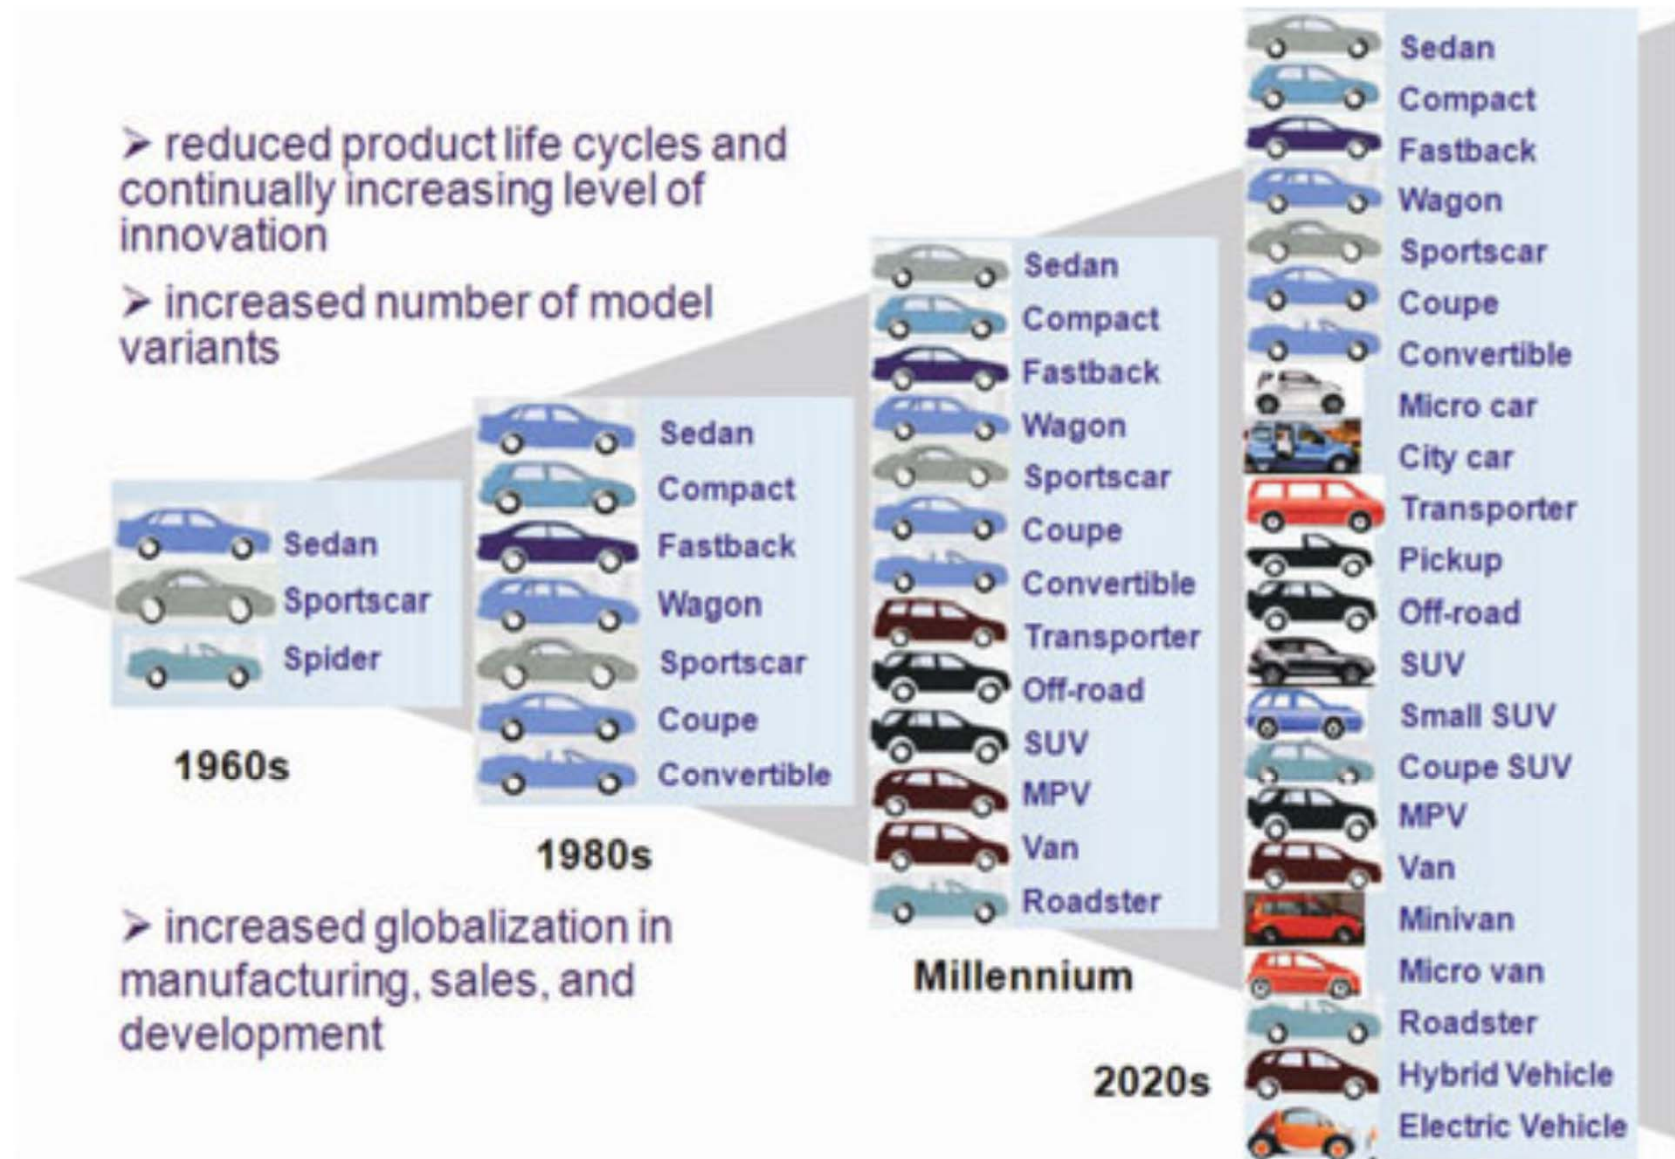 ➢ reduced product life cycles and
continually increasing level of
innovation
➢ increased number of model
variants
Sedan
Sportscar
Spider
1960s
Sedan
Compact
Fastback
Wagon
Sportscar
Coupe
Convertible
1980s
➢ increased globalization in
manufacturing, sales, and
development
Sedan
Compact
Fastback
Wagon
Sportscar
Coupe
Convertible
Transporter
Off-road
SUV
MPV
Van
Roadster
Millennium
Sedan
Compact
Fastback
Wagon
Sportscar
Coupe
Convertible
Micro car
City car
Transporter
Pickup
Off-road
SUV
Small SUV
Coupe SUV
MPV
Van
Minivan
Micro van
Roadster
Hybrid Vehicle
Electric Vehicle
2020s